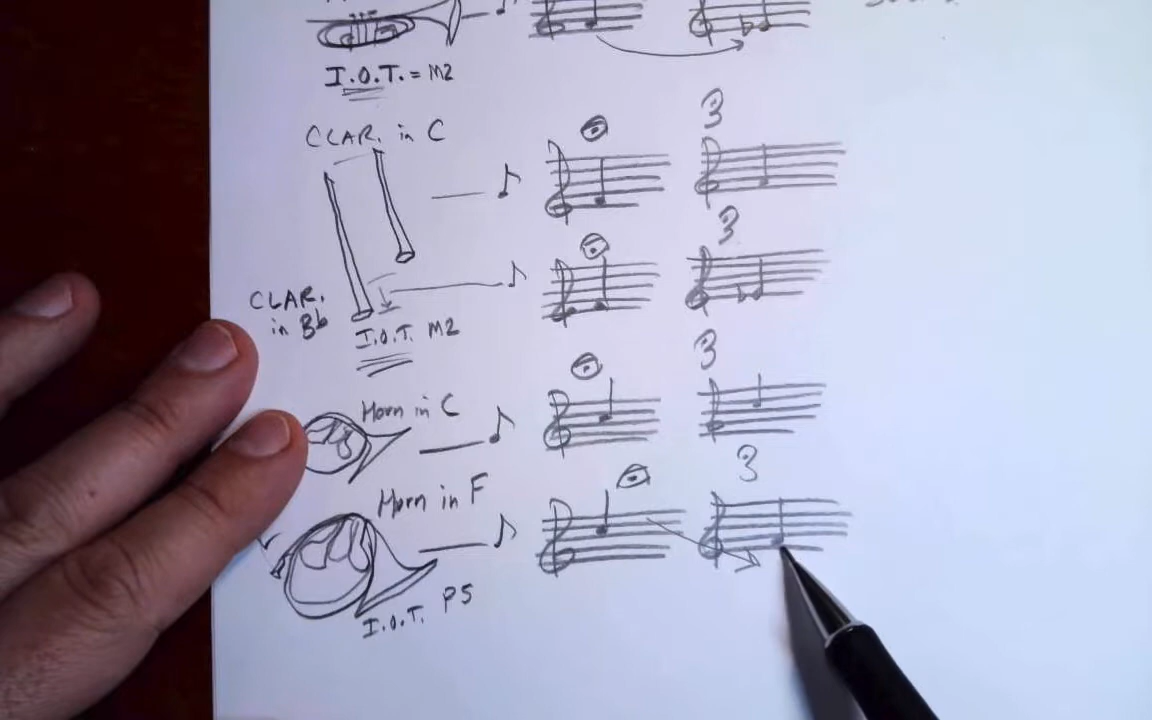 I.O.T. = M2
CLAR. in C
3
3
CLAR.
in Bb
I.O.T. M2
3
Horn in C
3
Horn in F
I.O.T. P5